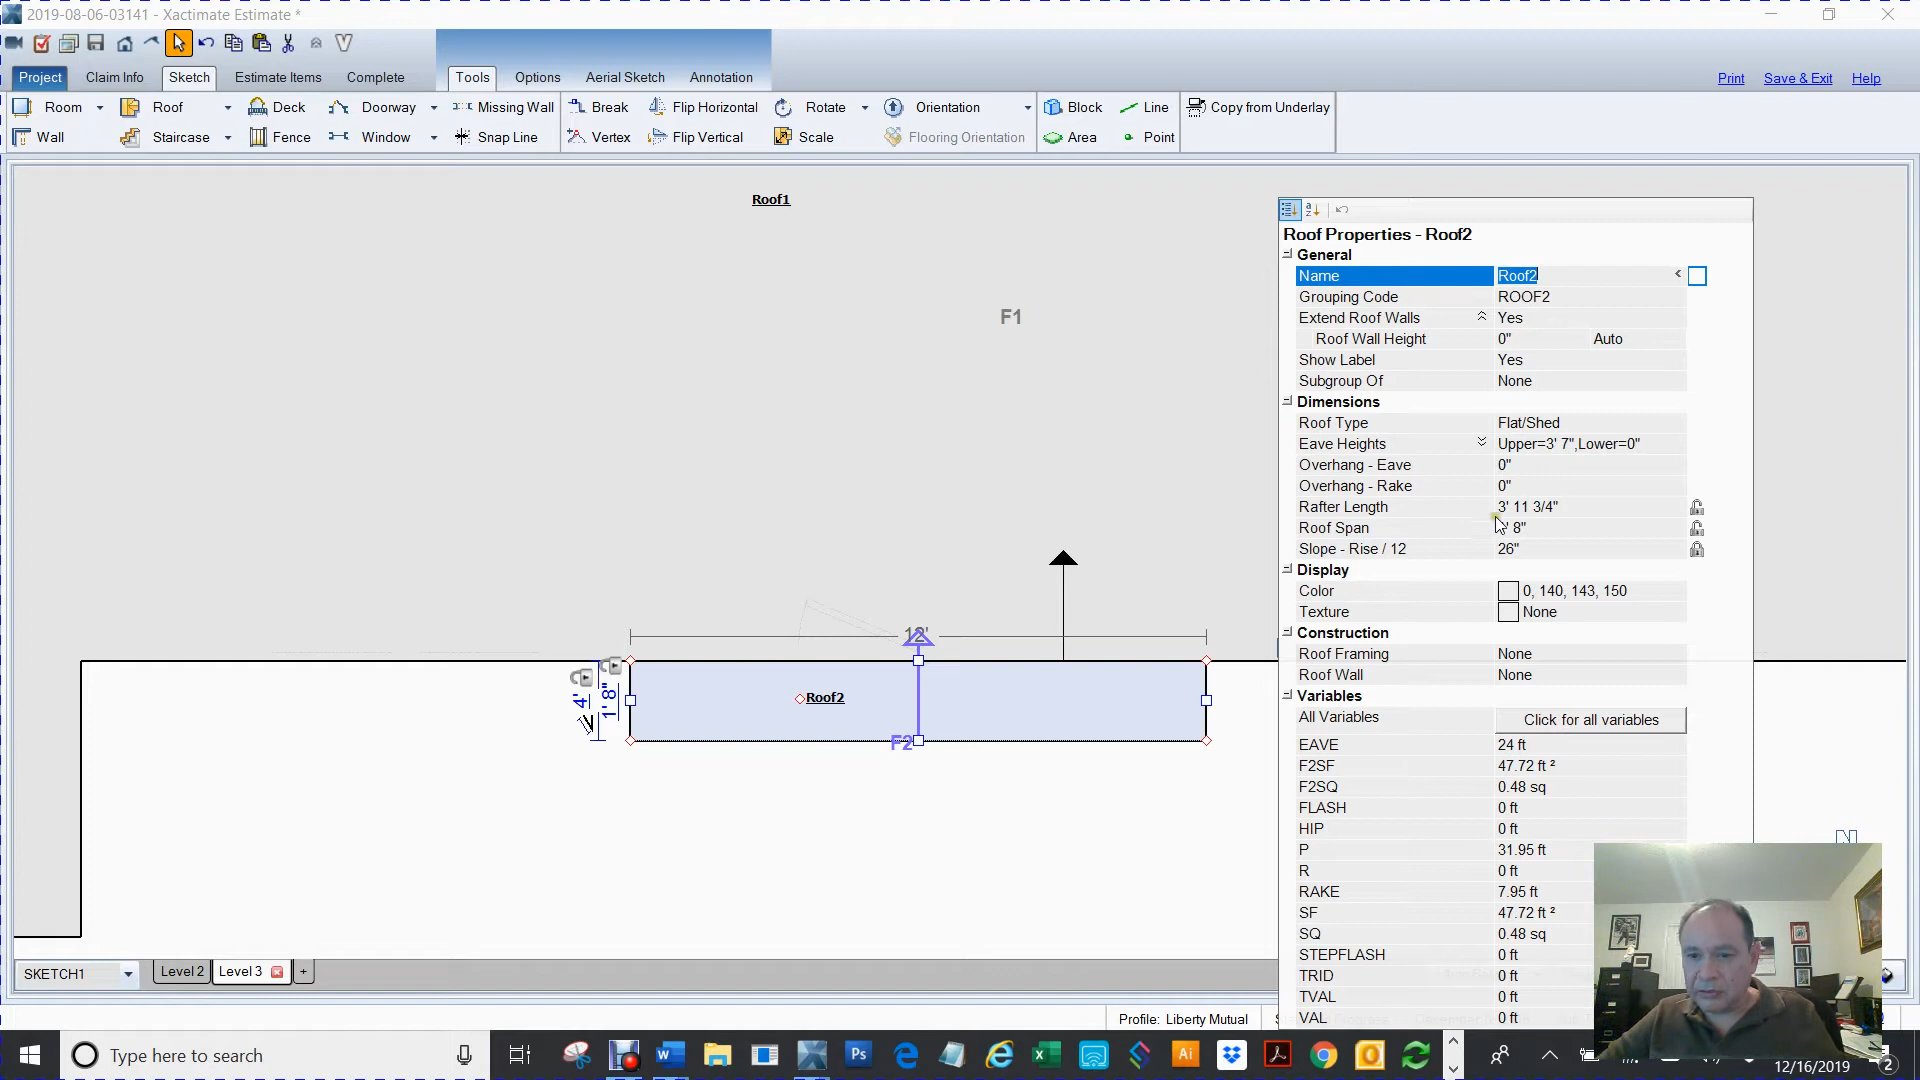 2019-08-06-03141 - Xactimate Estimate *
Project
Claim Info
Sketch
Estimate Items
Complete
Tools
Options
Aerial Sketch
Annotation
Print
Save & Exit
Help
Room
Roof
Deck
Doorway
Missing Wall
Break
Flip Horizontal
Rotate
Orientation
Block
Line
Copy from Underlay
Wall
Staircase
Fence
Window
Snap Line
Vertex
Flip Vertical
Scale
Flooring Orientation
Area
Point
Roof1
F1
12'
4'
1' 8"
Roof2
F2
N
Roof Properties - Roof2
General
Name Roof2 <
Grouping Code ROOF2
Extend Roof Walls Yes
Roof Wall Height 0" Auto
Show Label Yes
Subgroup Of None
Dimensions
Roof Type Flat/Shed
Eave Heights Upper=3' 7",Lower=0"
Overhang - Eave 0"
Overhang - Rake 0"
Rafter Length 3' 11 3/4"
Roof Span 8"
Slope - Rise / 12 26"
Display
Color 0, 140, 143, 150
Texture None
Construction
Roof Framing None
Roof Wall None
Variables
All Variables Click for all variables
EAVE 24 ft
F2SF 47.72 ft ²
F2SQ 0.48 sq
FLASH 0 ft
HIP 0 ft
P 31.95 ft
R 0 ft
RAKE 7.95 ft
SF 47.72 ft ²
SQ 0.48 sq
STEPFLASH 0 ft
TRID 0 ft
TVAL 0 ft
VAL 0 ft
SKETCH1
Level 2
Level 3
+
Profile: Liberty Mutual
Type here to search
12/16/2019
2